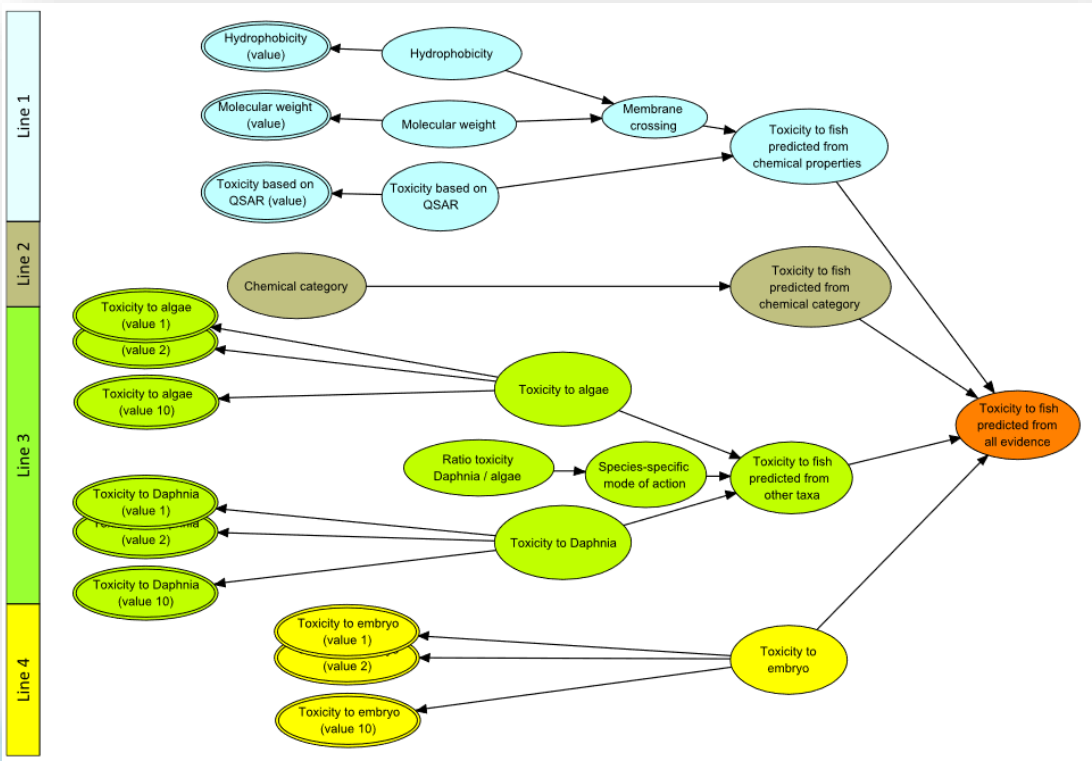 Line 1
Hydrophobicity
(value)
Hydrophobicity
Molecular weight
(value)
Molecular weight
Membrane
crossing
Toxicity to fish
predicted from
chemical properties
Toxicity based on
QSAR (value)
Toxicity based on
QSAR
Line 2
Chemical category
Toxicity to fish
predicted from
chemical category
Line 3
Toxicity to algae
(value 1)
(value 2)
Toxicity to algae
(value 10)
Toxicity to algae
Ratio toxicity
Daphnia / algae
Species-specific
mode of action
Toxicity to fish
predicted from
other taxa
Toxicity to fish
predicted from
all evidence
Toxicity to Daphnia
(value 1)
(value 2)
Toxicity to Daphnia
(value 10)
Toxicity to Daphnia
Line 4
Toxicity to embryo
(value 1)
(value 2)
Toxicity to embryo
(value 10)
Toxicity to
embryo